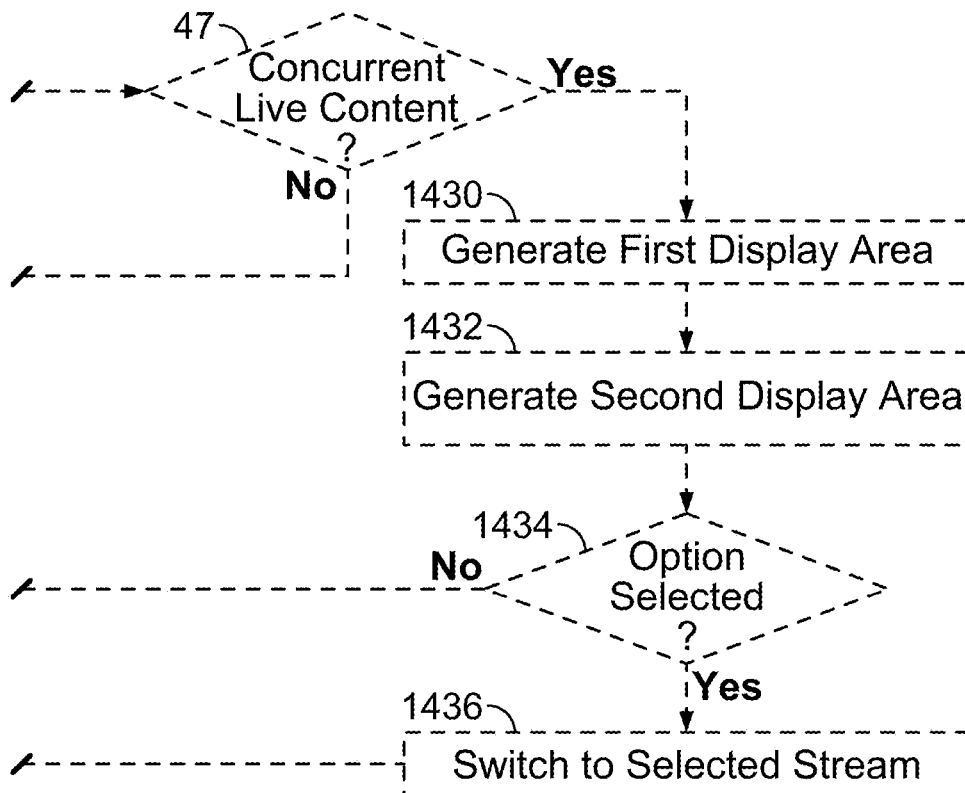 47
Concurrent
Live Content
?
Yes
No
1430
Generate First Display Area
1432
Generate Second Display Area
1434
Option
Selected
?
No
Yes
1436
Switch to Selected Stream